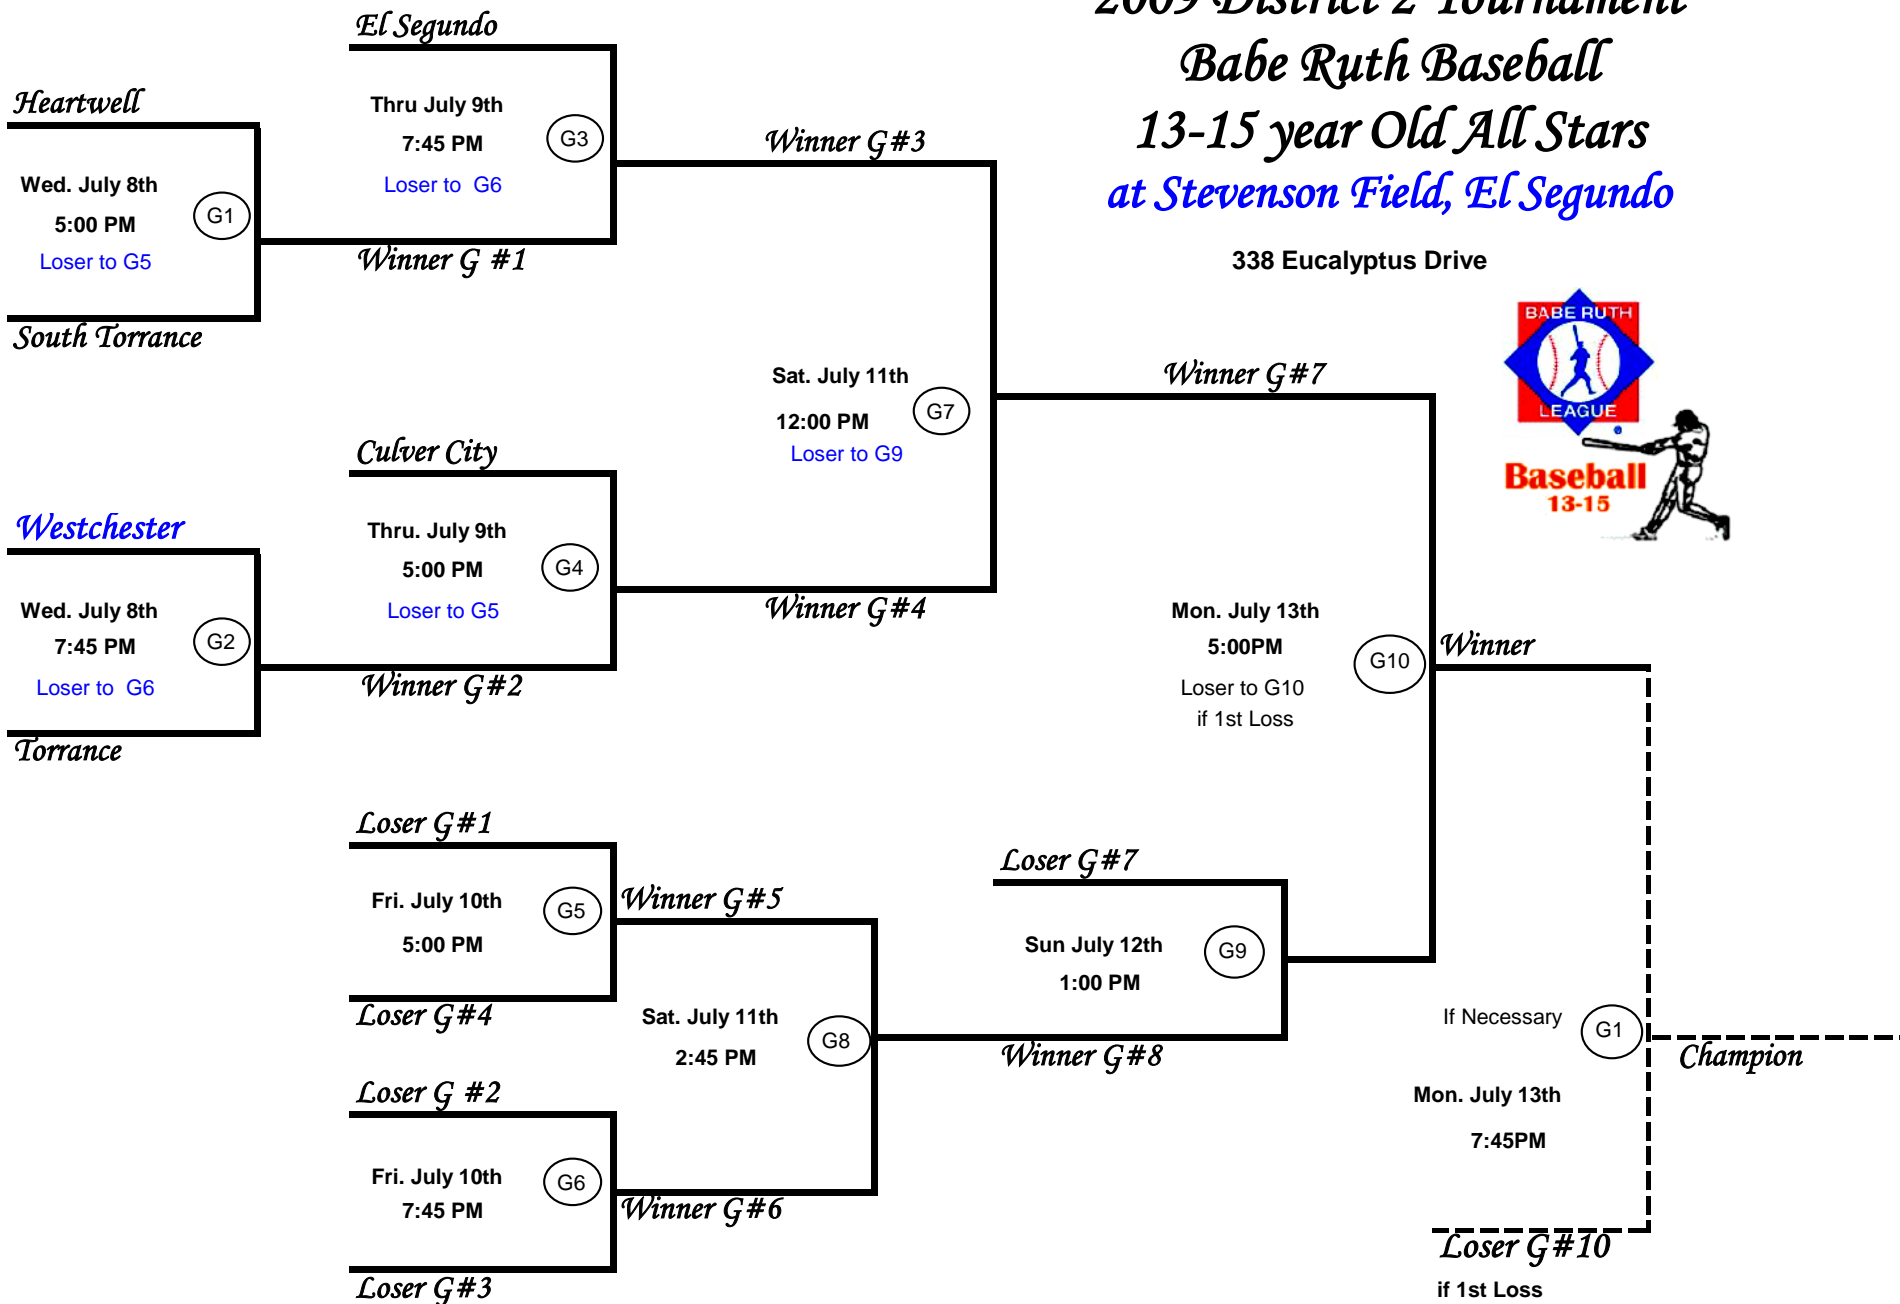 2009 District 2 Tournament
Babe Ruth Baseball
13-15 year Old All Stars
at Stevenson Field, El Segundo
338 Eucalyptus Drive
BABE RUTH
LEAGUE
®
Baseball
13-15
El Segundo
Thru July 9th
7:45 PM
Loser to G6
G3
Winner G #1
Heartwell
Wed. July 8th
5:00 PM
Loser to G5
G1
South Torrance
Winner G#3
Sat. July 11th
12:00 PM
Loser to G9
G7
Winner G#4
Winner G#7
Culver City
Thru. July 9th
5:00 PM
Loser to G5
G4
Winner G#2
Westchester
Wed. July 8th
7:45 PM
Loser to G6
G2
Torrance
Mon. July 13th
5:00PM
Loser to G10
if 1st Loss
G10
Winner
Loser G#1
Fri. July 10th
5:00 PM
G5
Loser G#4
Winner G#5
Sat. July 11th
2:45 PM
G8
Loser G #2
Fri. July 10th
7:45 PM
G6
Loser G#3
Winner G#6
Loser G#7
Sun July 12th
1:00 PM
G9
Winner G#8
If Necessary
G1
Champion
Mon. July 13th
7:45PM
Loser G#10
if 1st Loss